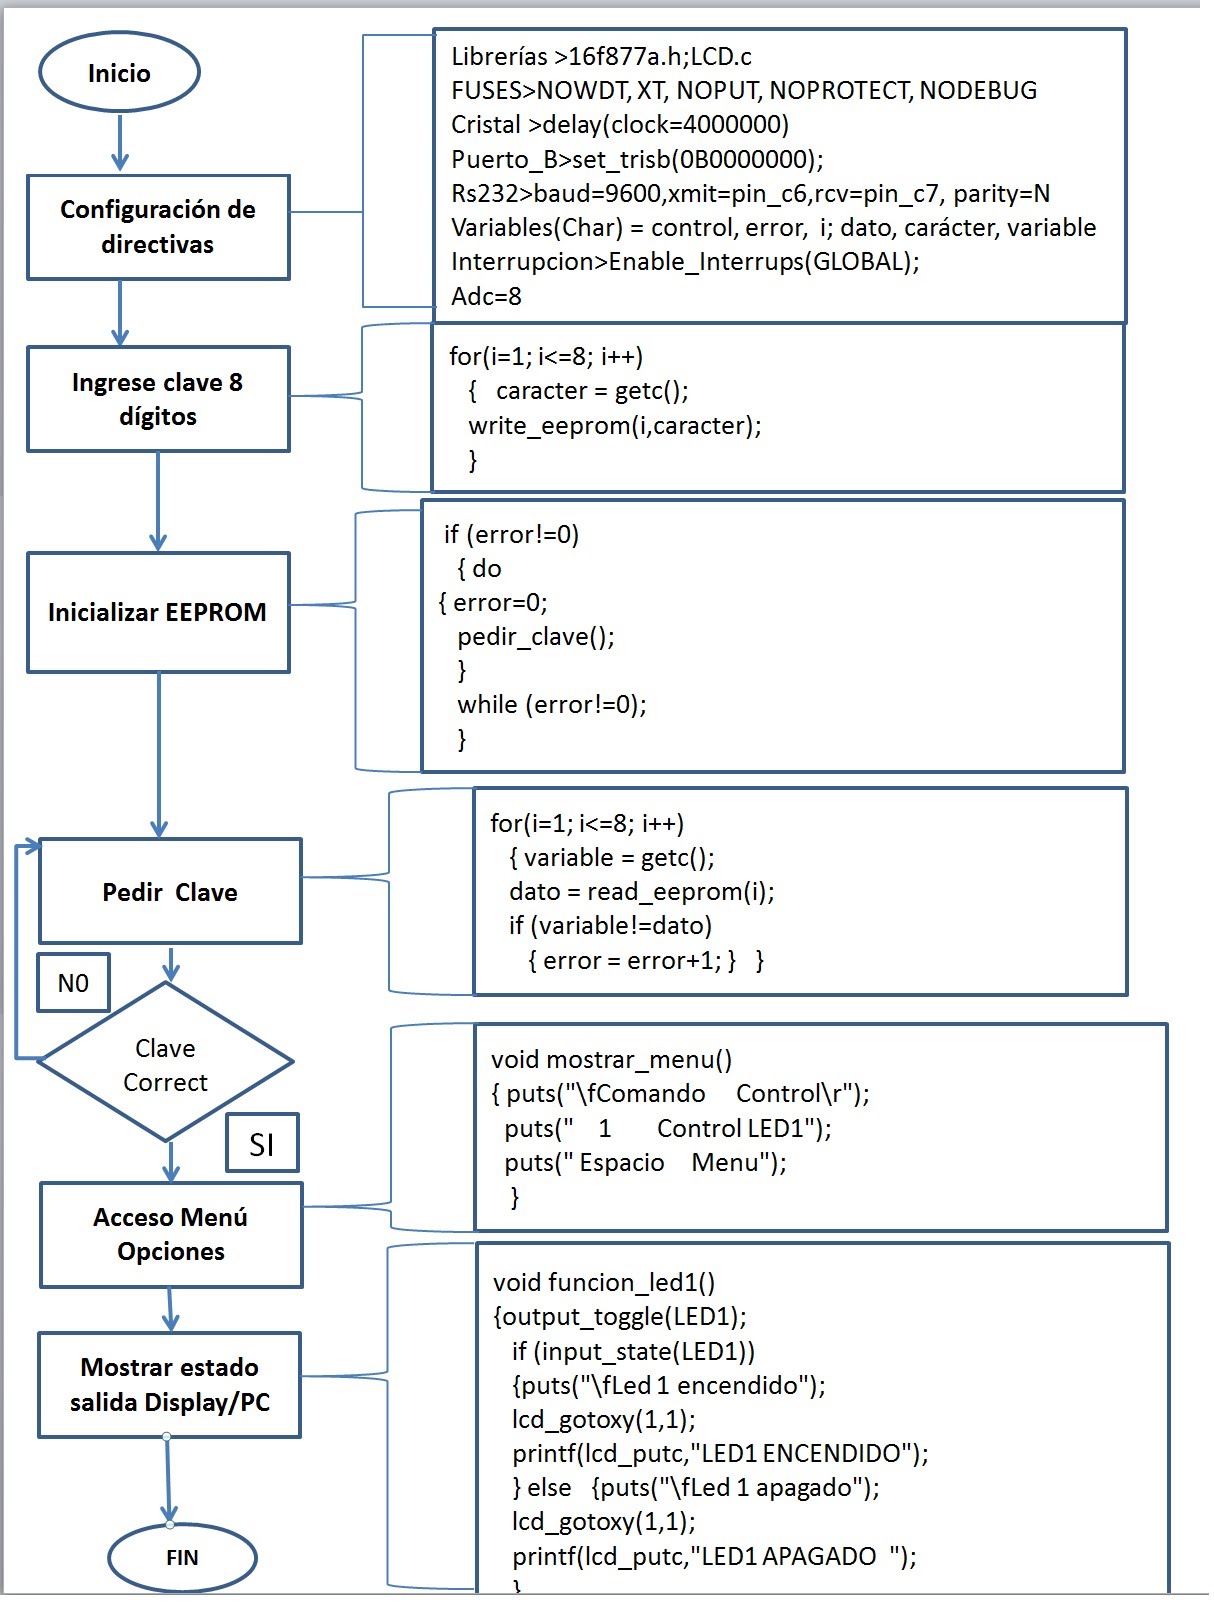 Inicio
Librerías >16f877a.h;LCD.c
FUSES>NOWDT, XT, NOPUT, NOPROTECT, NODEBUG
Cristal >delay(clock=4000000)
Puerto_B>set_trisb(0B0000000);
Rs232>baud=9600,xmit=pin_c6,rcv=pin_c7, parity=N
Variables(Char) = control, error, i; dato, carácter, variable
Interrupcion>Enable_Interrups(GLOBAL);
Adc=8
Configuración de
directivas
Ingrese clave 8
dígitos
for(i=1; i<=8; i++)
{ caracter = getc();
write_eeprom(i,caracter);
}
Inicializar EEPROM
if (error!=0)
{ do
{ error=0;
pedir_clave();
}
while (error!=0);
}
Pedir Clave
for(i=1; i<=8; i++)
{ variable = getc();
dato = read_eeprom(i);
if (variable!=dato)
{ error = error+1; } }
N0
Clave
Correct
SI
void mostrar_menu()
{ puts("\fComando Control\r");
puts(" 1 Control LED1");
puts(" Espacio Menu");
}
Acceso Menú
Opciones
Mostrar estado
salida Display/PC
void funcion_led1()
{output_toggle(LED1);
if (input_state(LED1))
{puts("\fLed 1 encendido");
lcd_gotoxy(1,1);
printf(lcd_putc,"LED1 ENCENDIDO");
} else {puts("\fLed 1 apagado");
lcd_gotoxy(1,1);
printf(lcd_putc,"LED1 APAGADO ");
}
FIN